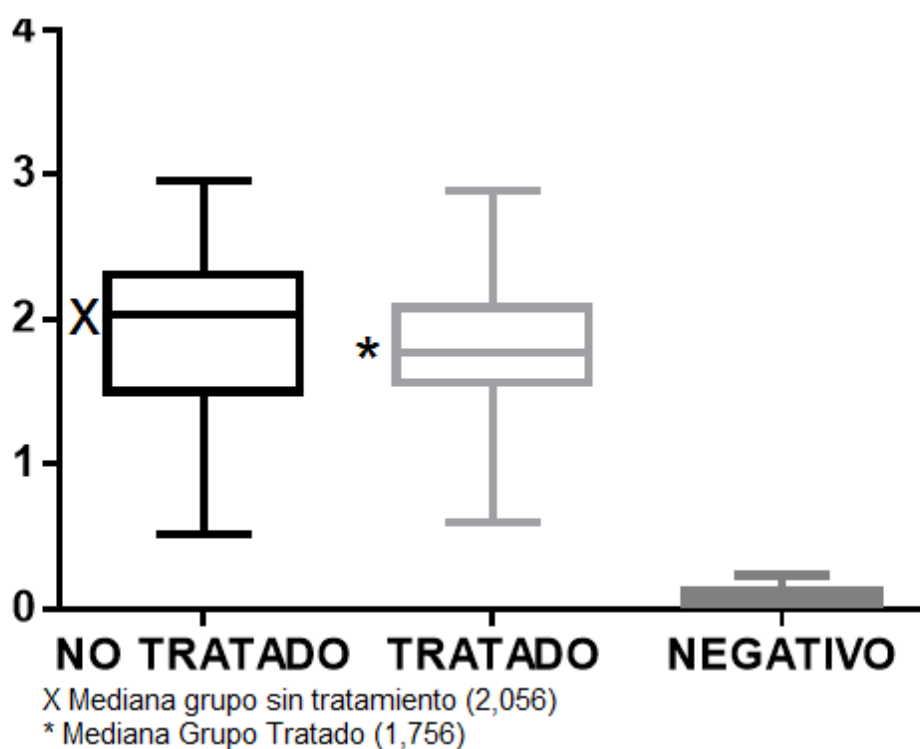 4
3
2
1
0
X
*
NO TRATADO TRATADO NEGATIVO
X Mediana grupo sin tratamiento (2,056)
* Mediana Grupo Tratado (1,756)